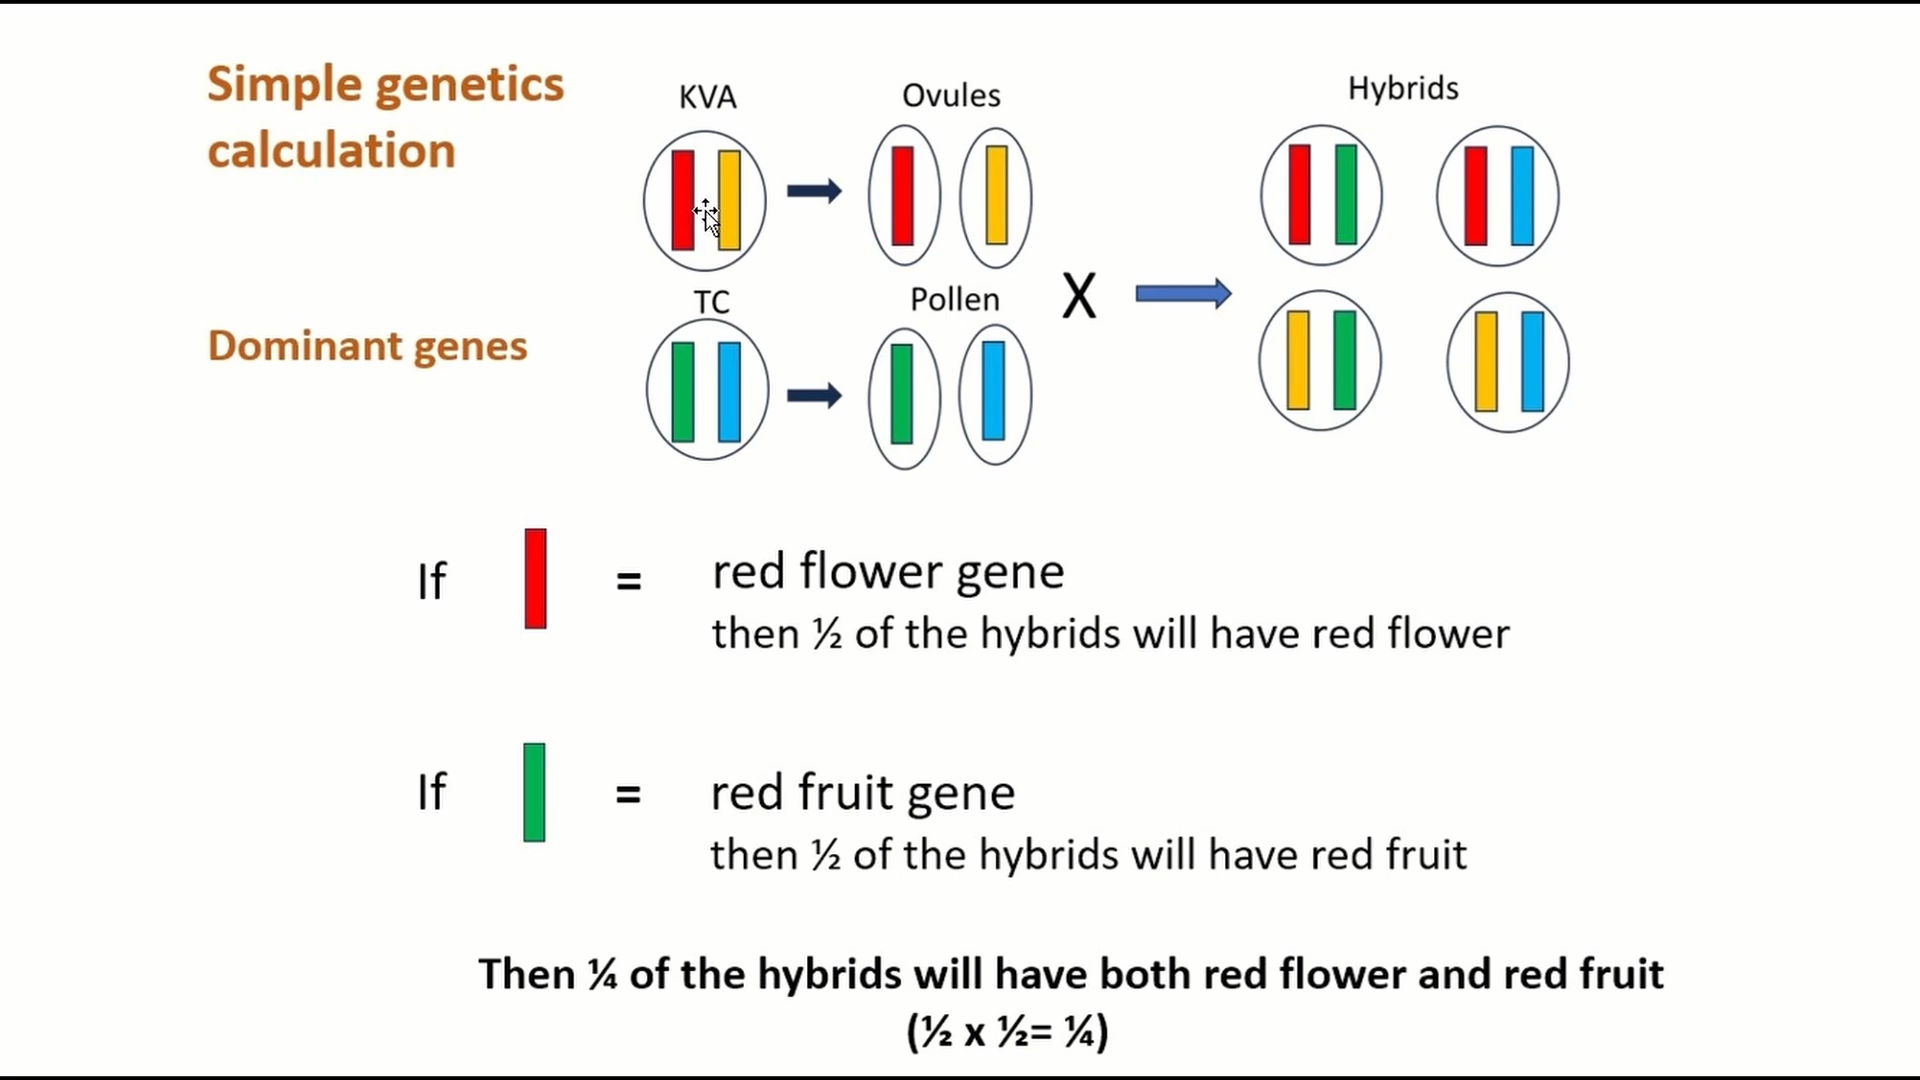 Simple genetics
calculation
KVA
Ovules
Hybrids
TC
Pollen
X
Dominant genes
If = red flower gene
then ½ of the hybrids will have red flower
If = red fruit gene
then ½ of the hybrids will have red fruit
Then ¼ of the hybrids will have both red flower and red fruit
(½ x ½= ¼)